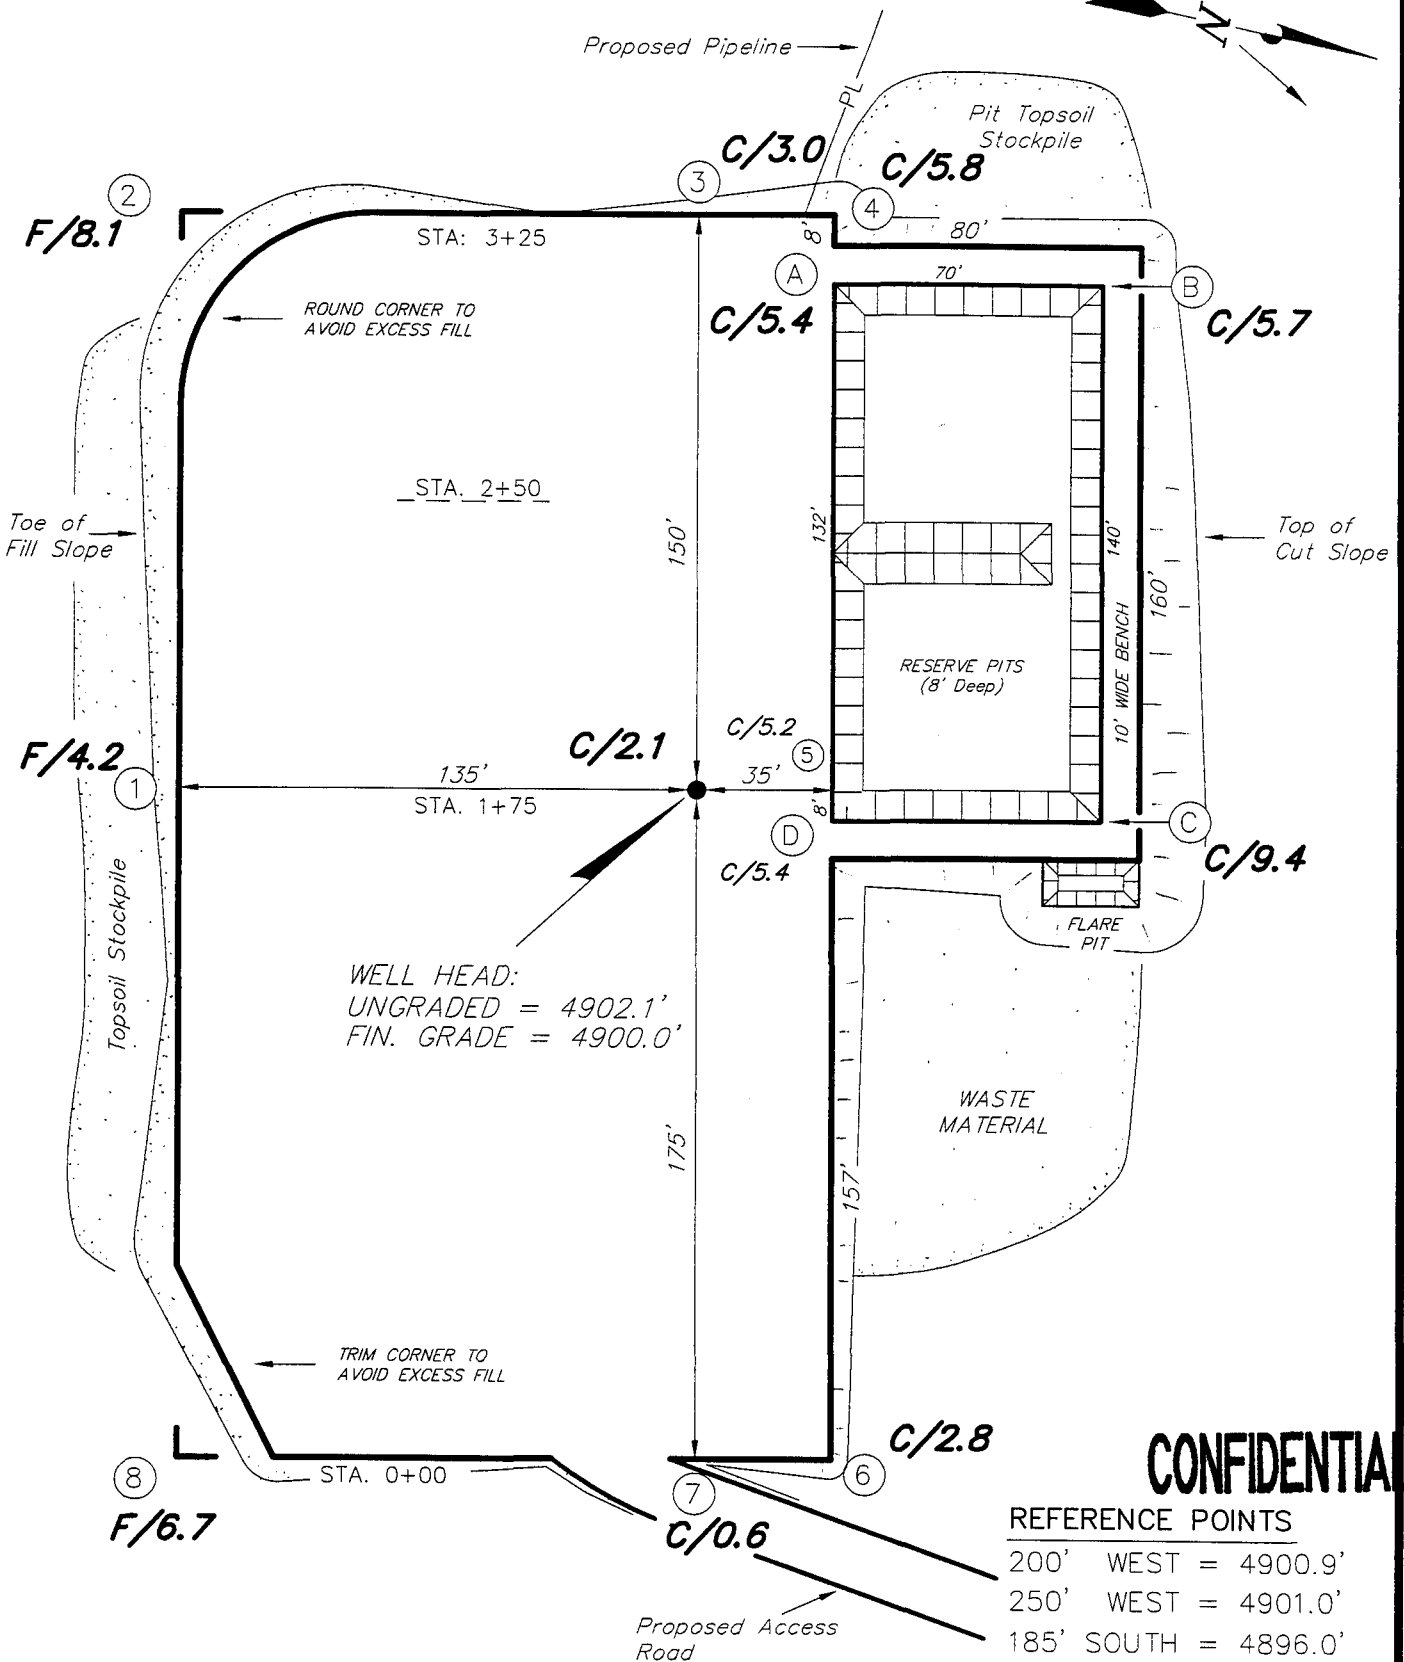 N
Proposed Pipeline
PL
Pit Topsoil
Stockpile
C/3.0
C/5.8
2
3
4
F/8.1
STA: 3+25
8'
80'
A
70'
B
C/5.4
C/5.7
ROUND CORNER TO
AVOID EXCESS FILL
STA. 2+50
Toe of
Fill Slope
150'
132'
140'
Top of
Cut Slope
160'
10' WIDE BENCH
RESERVE PITS
(8' Deep)
F/4.2
C/2.1
C/5.2
5
1
135'
35'
STA. 1+75
8'
D
C
C/5.4
C/9.4
FLARE
PIT
Topsoil Stockpile
WELL HEAD:
UNGRADED = 4902.1'
FIN. GRADE = 4900.0'
WASTE
MATERIAL
175'
157'
TRIM CORNER TO
AVOID EXCESS FILL
C/2.8
CONFIDENTIAL
8
STA. 0+00
7
6
F/6.7
C/0.6
REFERENCE POINTS
200' WEST = 4900.9'
250' WEST = 4901.0'
185' SOUTH = 4896.0'
Proposed Access
Road